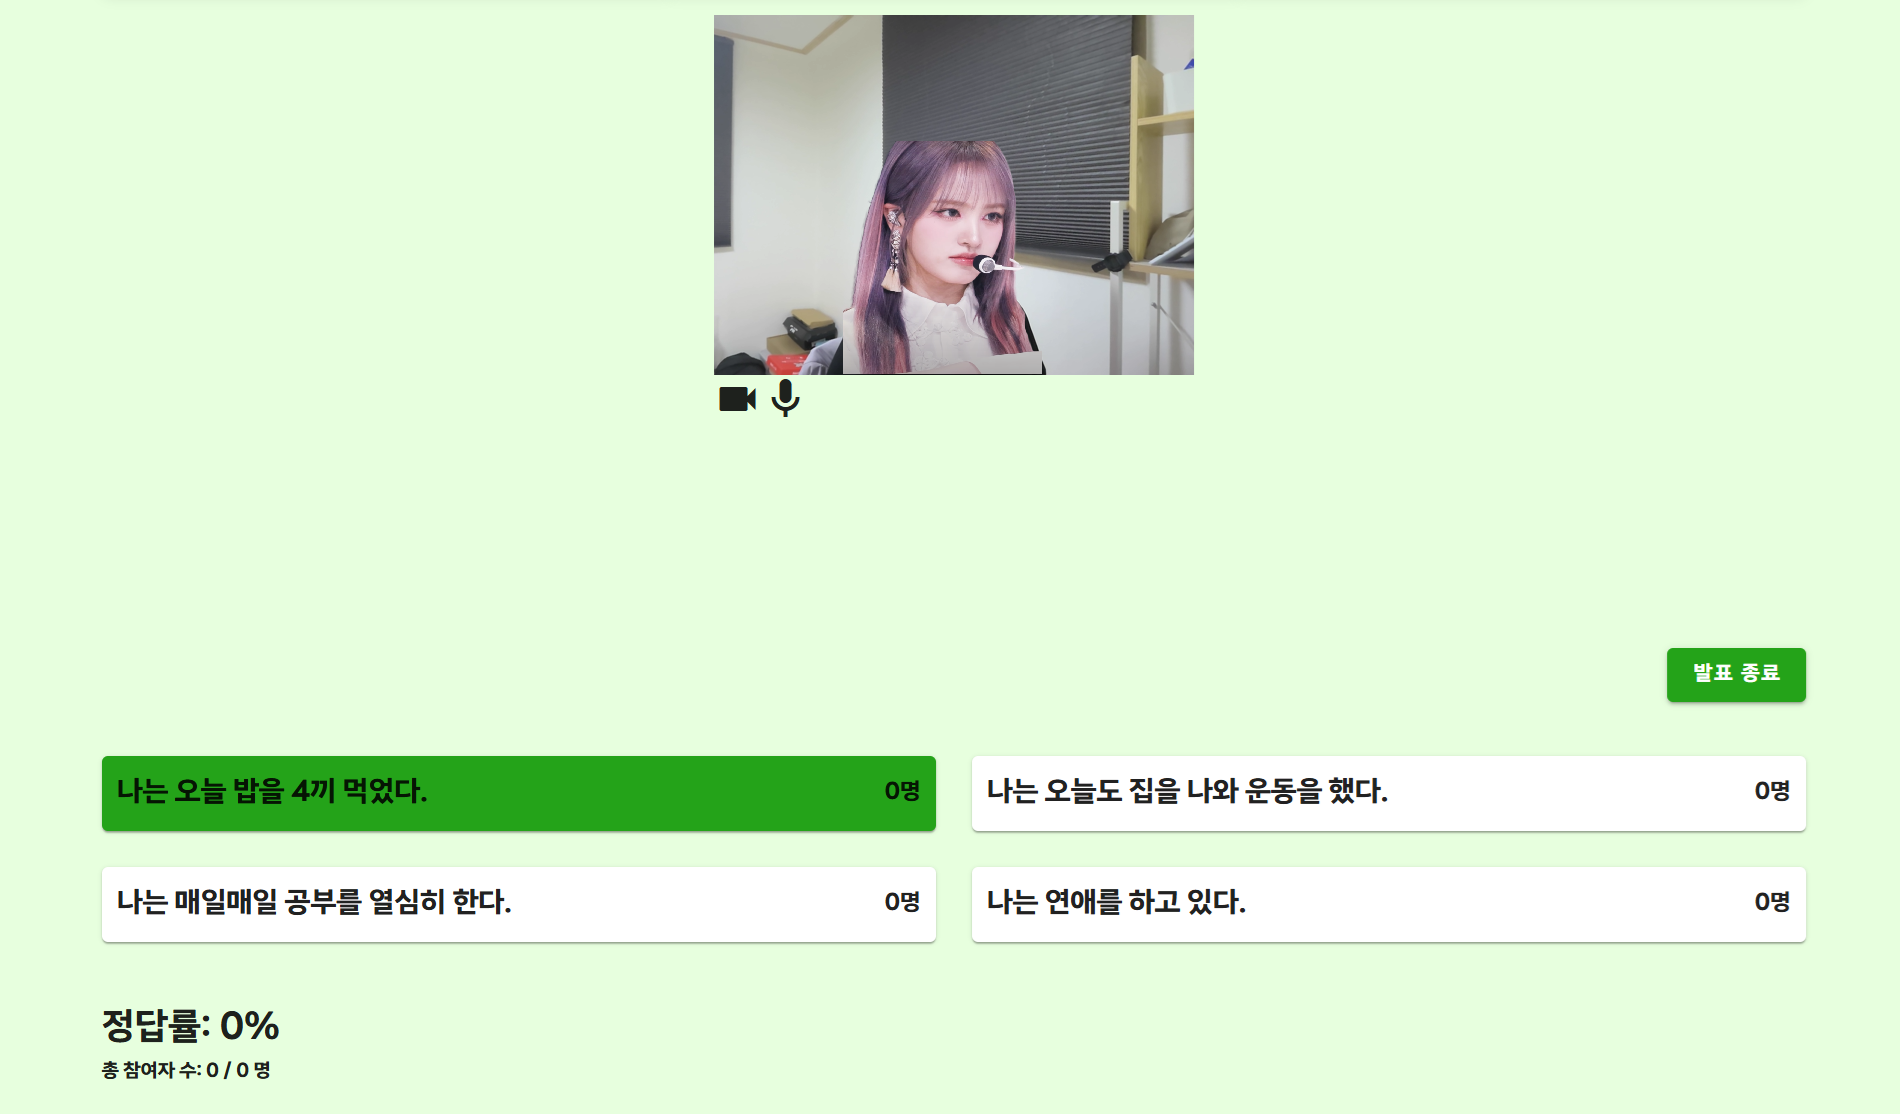 발표 종료
나는 오늘 밥을 4끼 먹었다. 0명
나는 오늘도 집을 나와 운동을 했다. 0명
나는 매일매일 공부를 열심히 한다. 0명
나는 연애를 하고 있다. 0명
정답률: 0%
총 참여자 수: 0 / 0 명